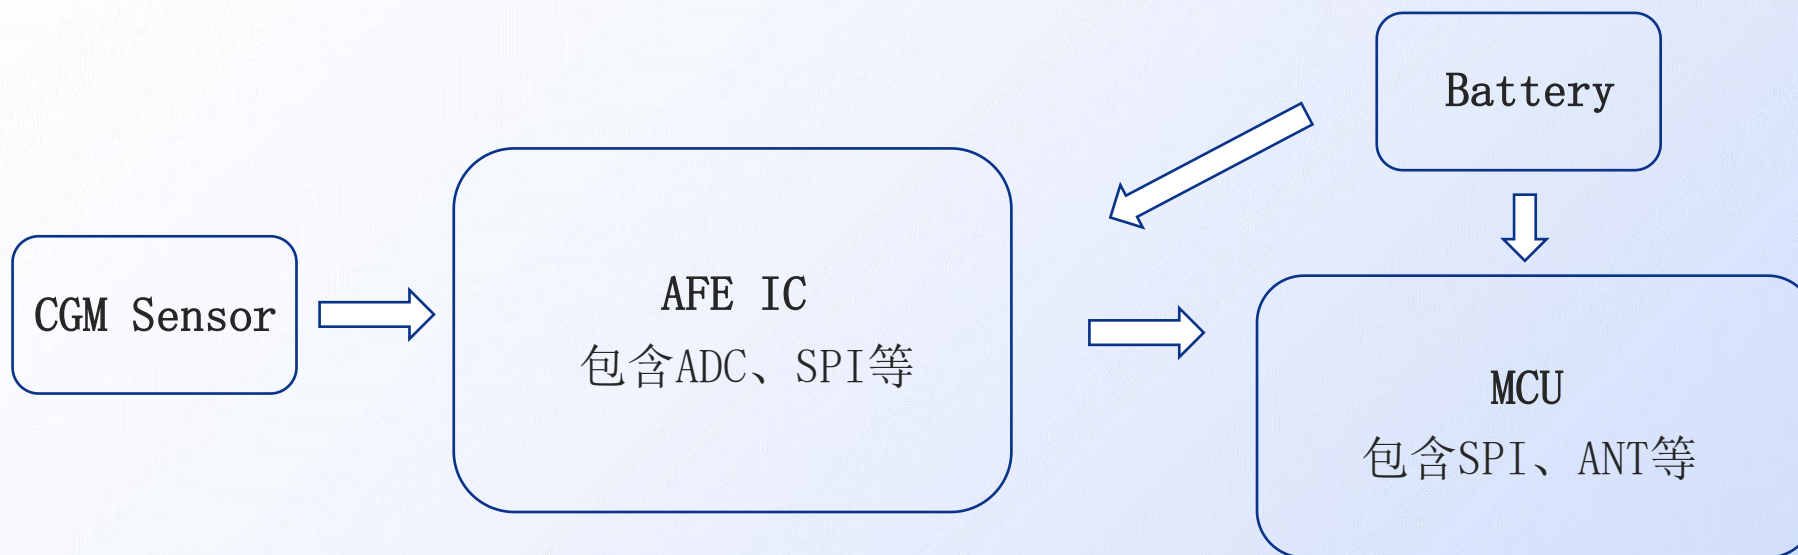 Battery
CGM Sensor
AFE IC
包含ADC、SPI等
MCU
包含SPI、ANT等